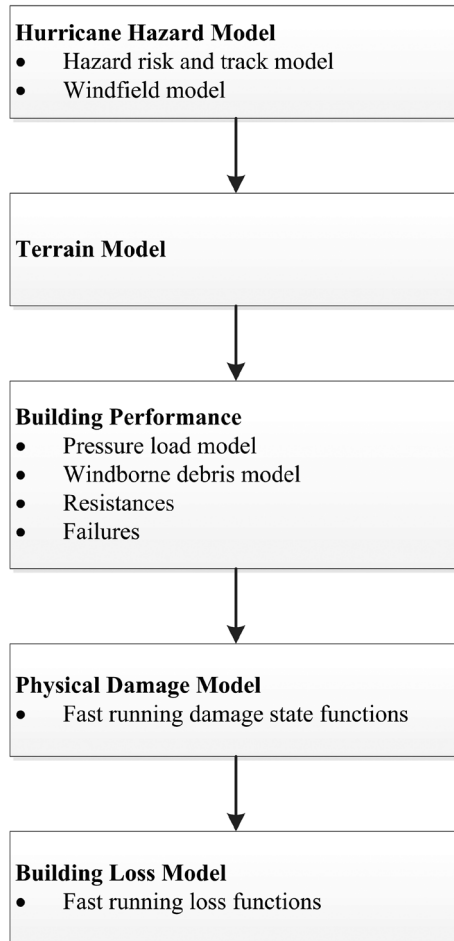 Hurricane Hazard Model
• Hazard risk and track model
• Windfield model
Terrain Model
Building Performance
• Pressure load model
• Windborne debris model
• Resistances
• Failures
Physical Damage Model
• Fast running damage state functions
Building Loss Model
• Fast running loss functions